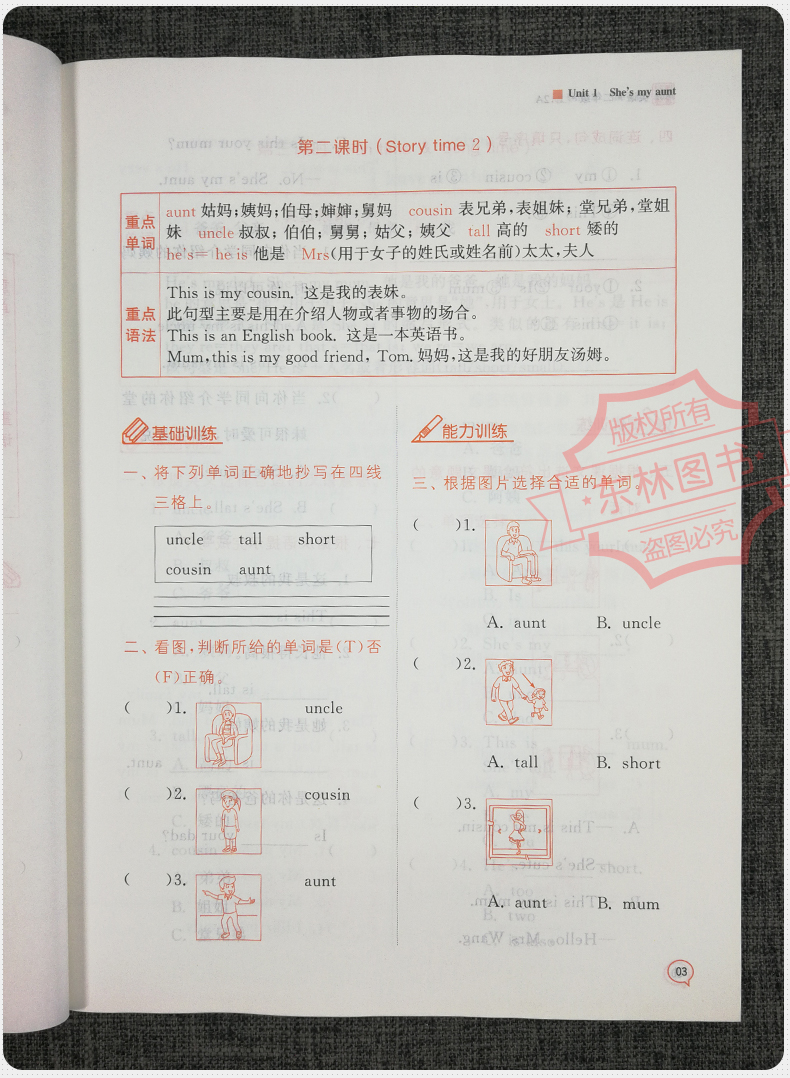 Unit 1 She's my aunt
第二课时(Story time 2)
重点
单词
aunt 姑妈;姨妈;伯母;婶婶;舅妈 cousin 表兄弟,表姐妹;堂兄弟,堂姐
妹 uncle 叔叔;伯伯;舅舅;姑父;姨父 tall 高的 short 矮的
he's= he is 他是 Mrs(用于女子的姓氏或姓名前)太太,夫人
重点
语法
This is my cousin. 这是我的表妹。
此句型主要是用在介绍人物或者事物的场合。
This is an English book. 这是一本英语书。
Mum,this is my good friend, Tom. 妈妈,这是我的好朋友汤姆。
基础训练
一、将下列单词正确地抄写在四线
三格上。
uncle tall short
cousin aunt
二、看图,判断所给的单词是(T)否
(F)正确。
( )1. uncle
( )2. cousin
( )3. aunt
能力训练
三、根据图片选择合适的单词。
( )1.
A. aunt B. uncle
( )2.
A. tall B. short
( )3.
A. aunt B. mum
03
版权所有
东林图书
盗图必究